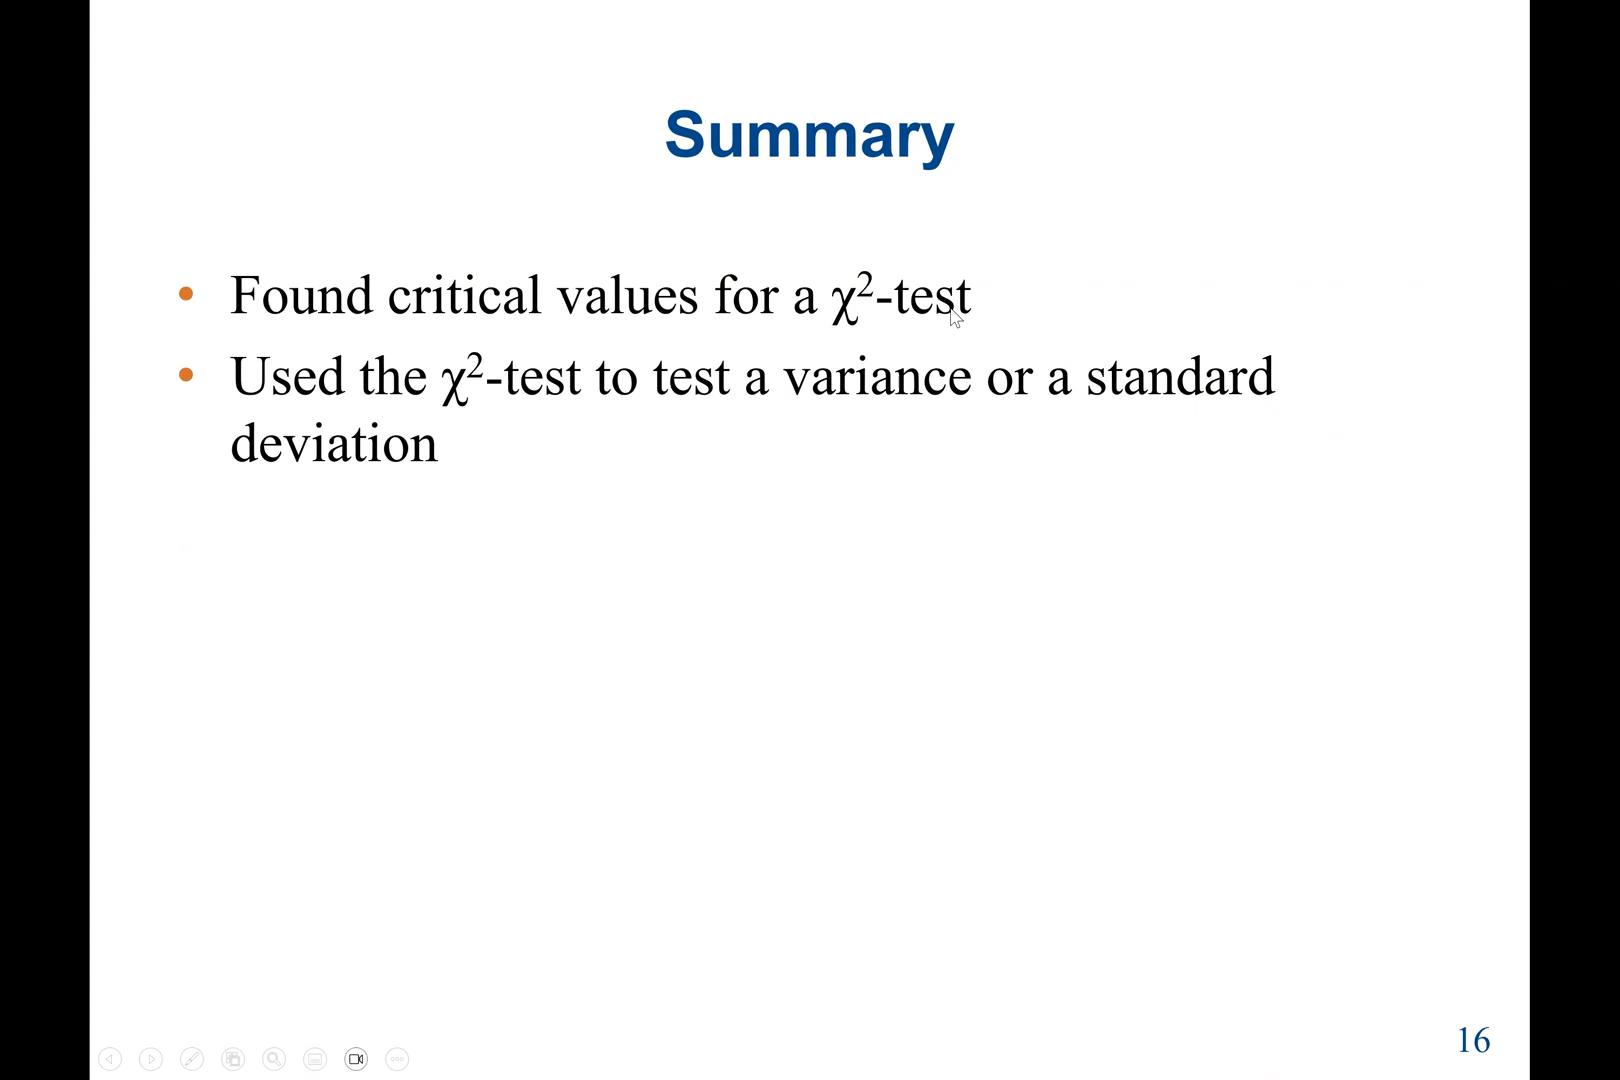 Summary
• Found critical values for a χ²-test
• Used the χ²-test to test a variance or a standard
deviation
16